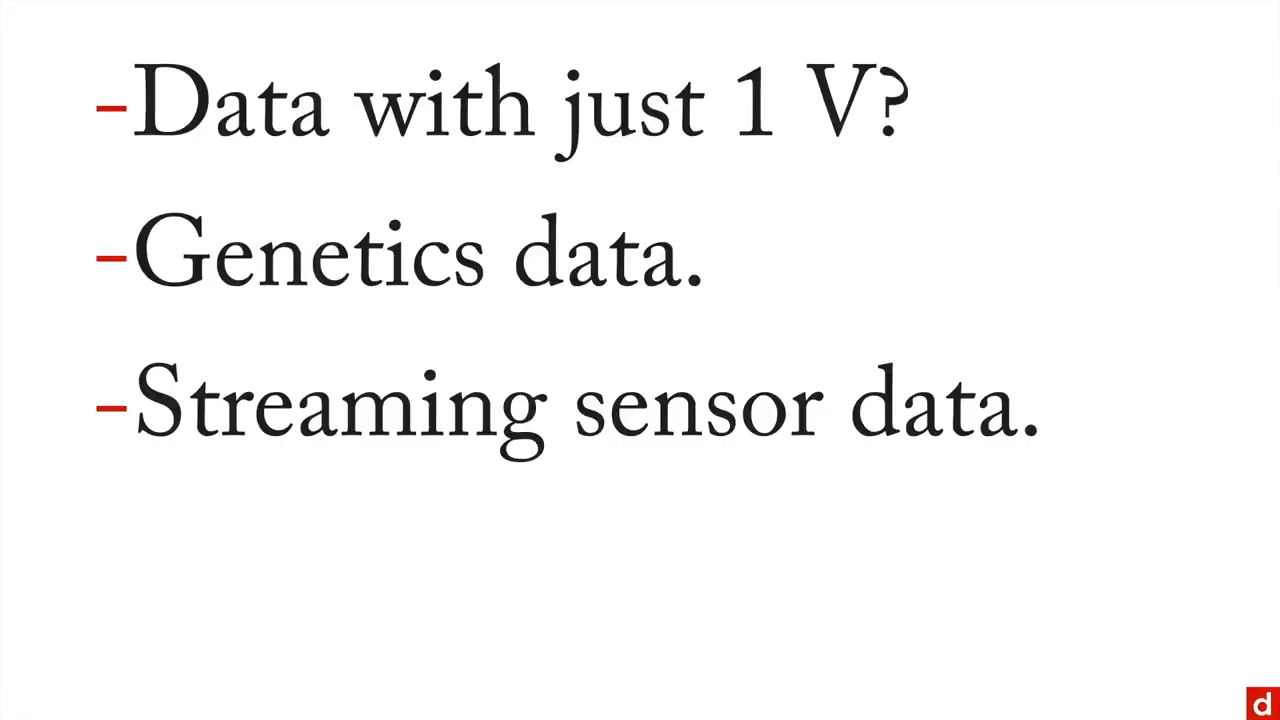 -Data with just 1 V?
-Genetics data.
-Streaming sensor data.
d